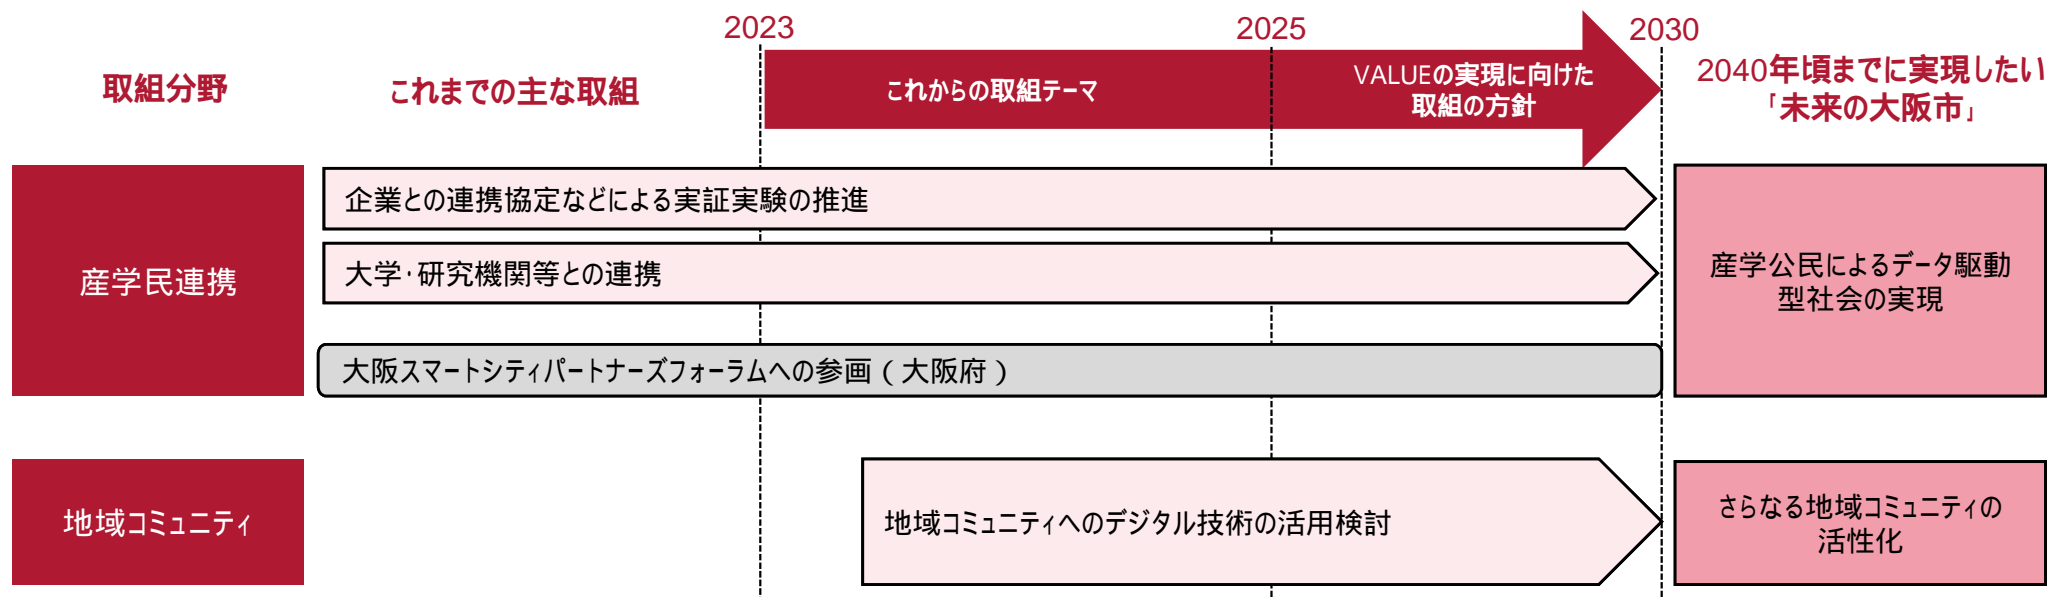 2023
2025
2030
取組分野
これまでの主な取組
これからの取組テーマ
VALUEの実現に向けた
取組の方針
2040年頃までに実現したい
「未来の大阪市」
産学民連携
企業との連携協定などによる実証実験の推進
大学・研究機関等との連携
大阪スマートシティパートナーズフォーラムへの参画(大阪府)
産学公民によるデータ駆動
型社会の実現
地域コミュニティ
地域コミュニティへのデジタル技術の活用検討
さらなる地域コミュニティの
活性化